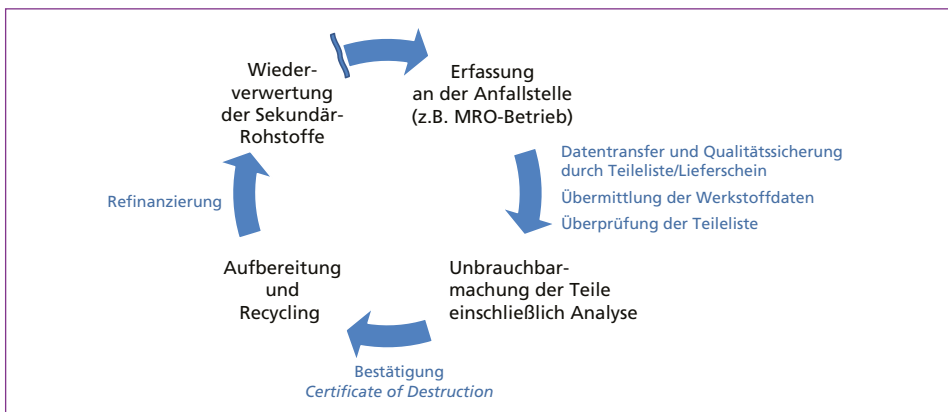 Wieder-
verwertung
der Sekundär-
Rohstoffe
Erfassung
an der Anfallstelle
(z.B. MRO-Betrieb)
Datentransfer und Qualitätssicherung
durch Teileliste/Lieferschein
Übermittlung der Werkstoffdaten
Überprüfung der Teileliste
Unbrauchbar-
machung der Teile
einschließlich Analyse
Bestätigung
Certificate of Destruction
Aufbereitung
und
Recycling
Refinanzierung